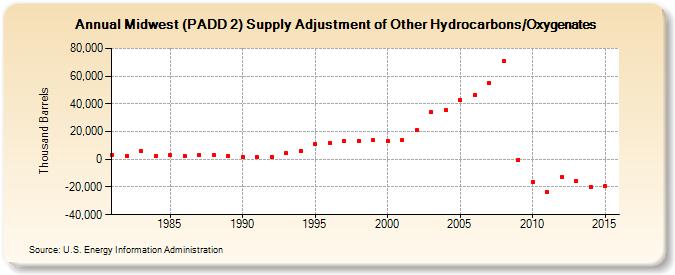 Annual Midwest (PADD 2) Supply Adjustment of Other Hydrocarbons/Oxygenates
Thousand Barrels
80,000
60,000
40,000
20,000
0
-20,000
-40,000
1985 1990 1995 2000 2005 2010 2015
Source: U.S. Energy Information Administration